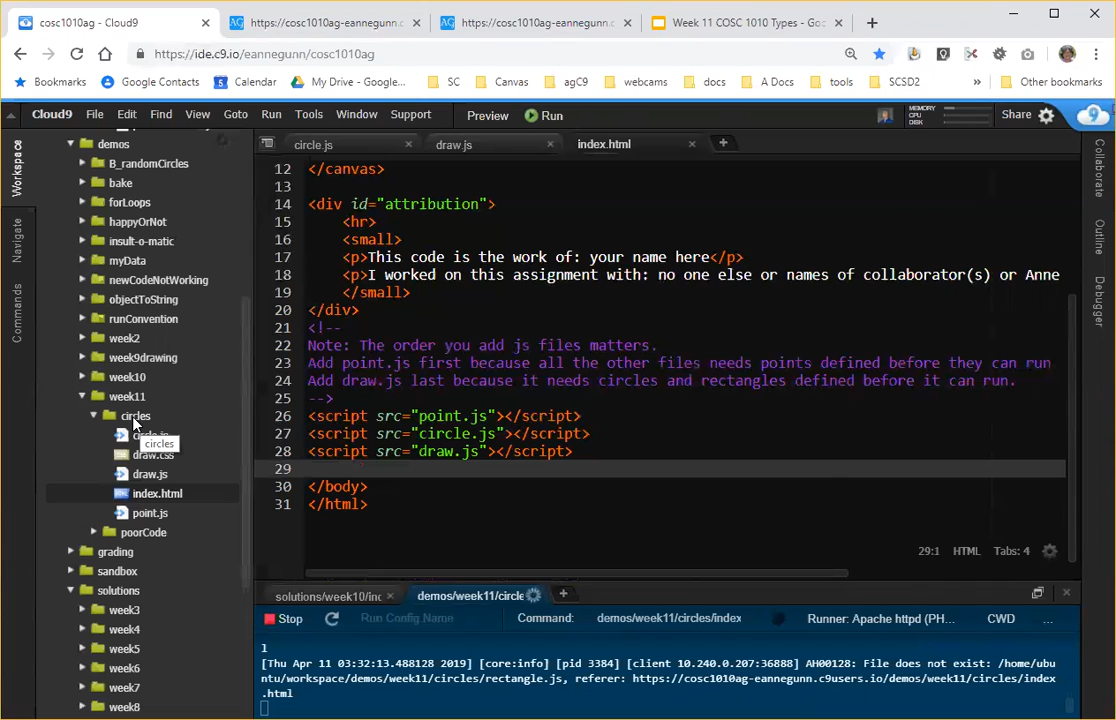 cosc1010ag - Cloud9
https://cosc1010ag-eannegunn.c
https://cosc1010ag-eannegunn.c
Week 11 COSC 1010 Types - Goo
https://ide.c9.io/eannegunn/cosc1010ag
Bookmarks
Google Contacts
Calendar
My Drive - Google...
SC
Canvas
agC9
webcams
docs
A Docs
tools
SCSD2
»
Other bookmarks
Cloud9
File
Edit
Find
View
Goto
Run
Tools
Window
Support
Preview
Run
MEMORY
CPU
DISK
Share
Workspace
Navigate
Commands
demos
B_randomCircles
bake
forLoops
happyOrNot
insult-o-matic
myData
newCodeNotWorking
objectToString
runConvention
week2
week9drawing
week10
week11
circles
circle.js
circles
draw.css
draw.js
index.html
point.js
poorCode
grading
sandbox
solutions
week3
week4
week5
week6
week7
week8
circle.js
draw.js
index.html
12 </canvas>
13
14 <div id="attribution">
15 <hr>
16 <small>
17 <p>This code is the work of: your name here</p>
18 <p>I worked on this assignment with: no one else or names of collaborator(s) or Anne
19 </small>
20 </div>
21 <!--
22 Note: The order you add js files matters.
23 Add point.js first because all the other files needs points defined before they can run
24 Add draw.js last because it needs circles and rectangles defined before it can run.
25 -->
26 <script src="point.js"></script>
27 <script src="circle.js"></script>
28 <script src="draw.js"></script>
29
30 </body>
31 </html>
29:1 HTML Tabs: 4
Collaborate
Outline
Debugger
solutions/week10/ind
demos/week11/circle
Stop
Run Config Name
Command:
demos/week11/circles/index
Runner: Apache httpd (PH...
CWD
...
l
[Thu Apr 11 03:32:13.488128 2019] [core:info] [pid 3384] [client 10.240.0.207:36888] AH00128: File does not exist: /home/ubu
ntu/workspace/demos/week11/circles/rectangle.js, referer: https://cosc1010ag-eannegunn.c9users.io/demos/week11/circles/index
.html